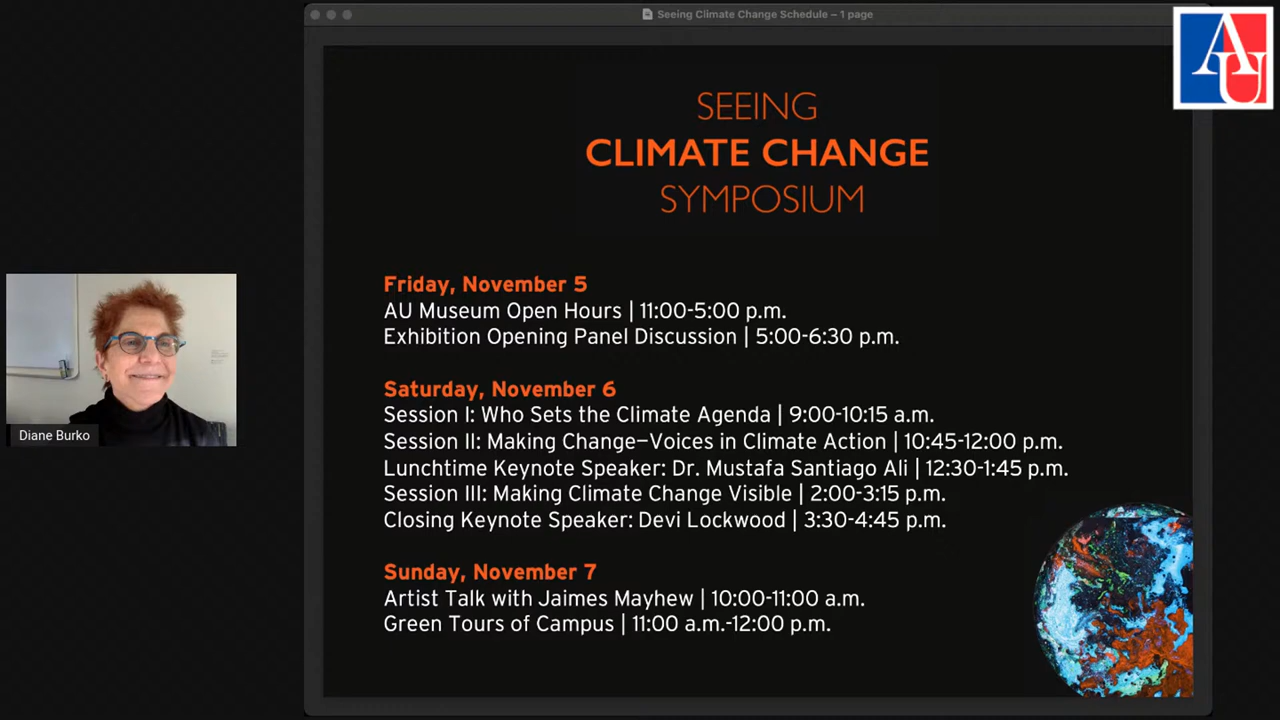 Seeing Climate Change Schedule – 1 page
AU
SEEING
CLIMATE CHANGE
SYMPOSIUM
Friday, November 5
AU Museum Open Hours | 11:00-5:00 p.m.
Exhibition Opening Panel Discussion | 5:00-6:30 p.m.
Saturday, November 6
Session I: Who Sets the Climate Agenda | 9:00-10:15 a.m.
Session II: Making Change—Voices in Climate Action | 10:45-12:00 p.m.
Lunchtime Keynote Speaker: Dr. Mustafa Santiago Ali | 12:30-1:45 p.m.
Session III: Making Climate Change Visible | 2:00-3:15 p.m.
Closing Keynote Speaker: Devi Lockwood | 3:30-4:45 p.m.
Sunday, November 7
Artist Talk with Jaimes Mayhew | 10:00-11:00 a.m.
Green Tours of Campus | 11:00 a.m.-12:00 p.m.
Diane Burko